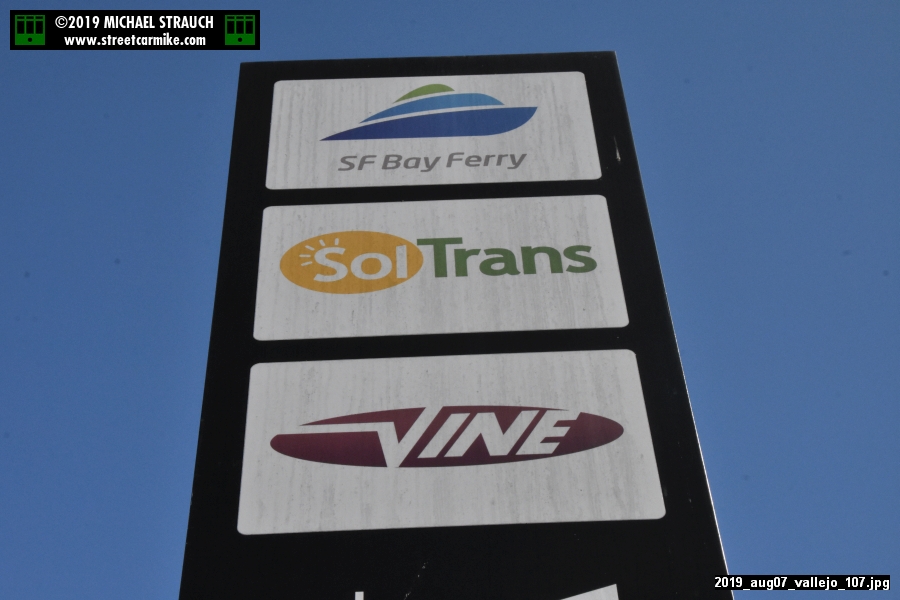 ©2019 MICHAEL STRAUCH
www.streetcarmike.com
SF Bay Ferry
SolTrans
VINE
2019_aug07_vallejo_107.jpg